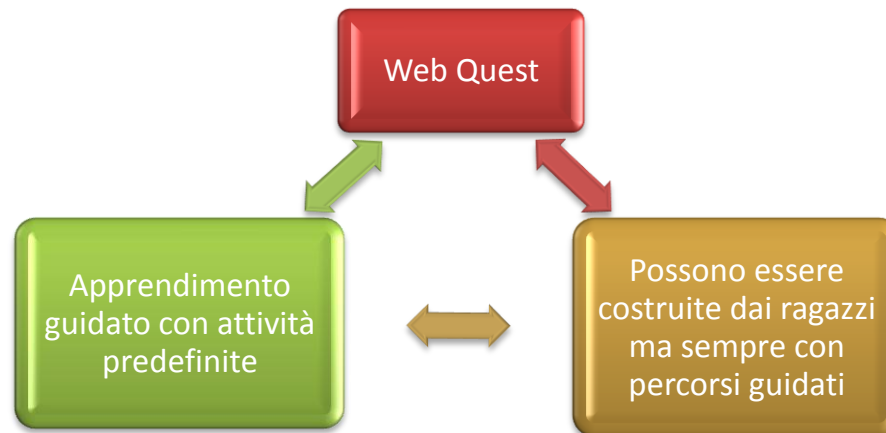 Web Quest
Apprendimento
guidato con attività
predefinite
Possono essere
costruite dai ragazzi
ma sempre con
percorsi guidati